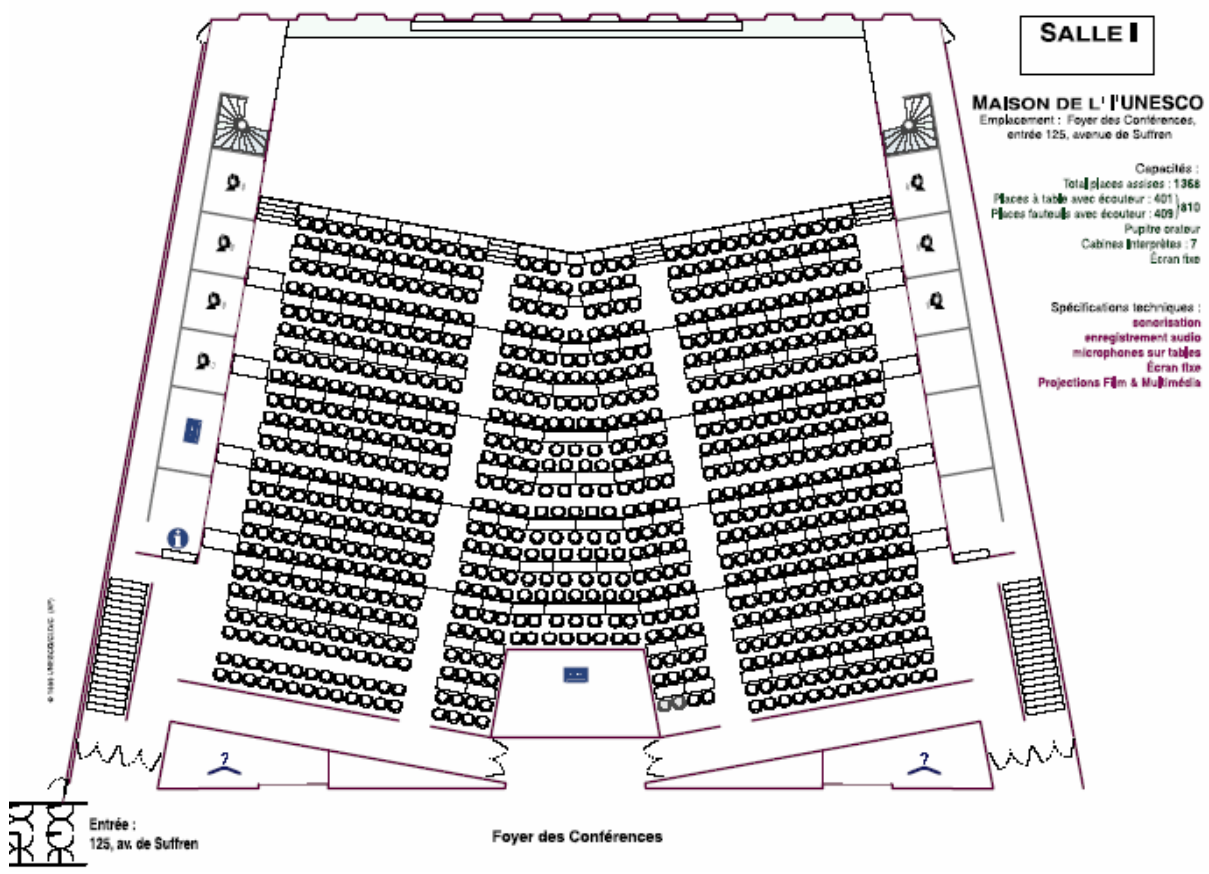 SALLE I
MAISON DE L' l'UNESCO
Emplacement : Foyer des Conférences,
entrée 125, avenue de Suffren
Capacités :
Total places assises : 1368
Places à table avec écouteur : 401 } 810
Places fauteuils avec écouteur : 409
Pupitre orateur
Cabines Interprètes : 7
Écran fixe
Spécifications techniques :
sonorisation
enregistrement audio
microphones sur tables
Écran fixe
Projections Film & Multimédia
?
?
Entrée :
125, av. de Suffren
Foyer des Conférences